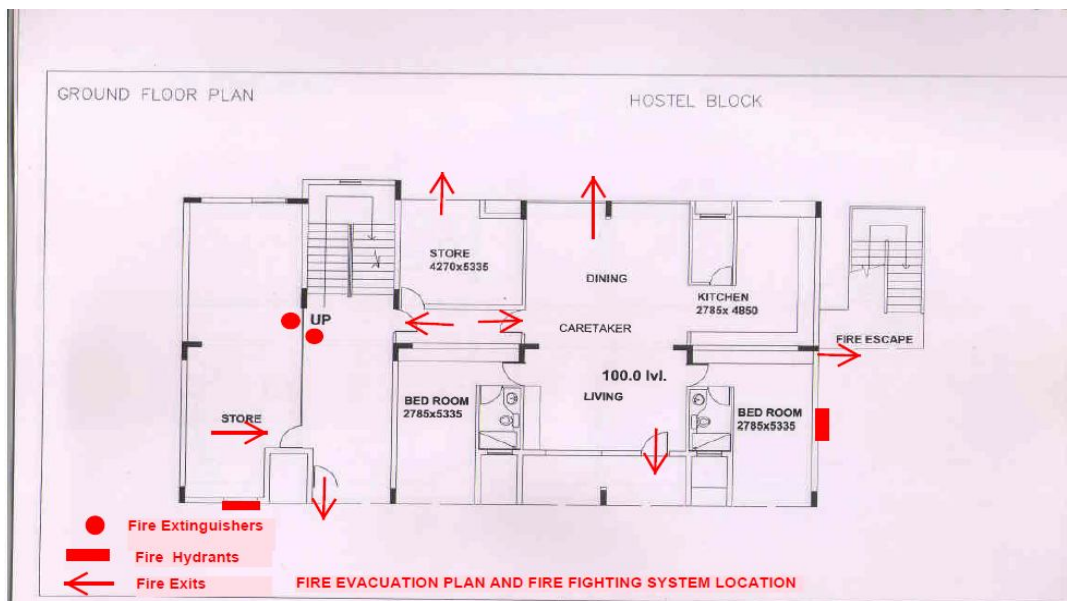 GROUND FLOOR PLAN
HOSTEL BLOCK
STORE
4270x5335
DINING
KITCHEN
2785x 4850
UP
CARETAKER
FIRE ESCAPE
100.0 lvl.
LIVING
BED ROOM
2785x5335
BED ROOM
2785x5335
STORE
Fire Extinguishers
Fire Hydrants
Fire Exits
FIRE EVACUATION PLAN AND FIRE FIGHTING SYSTEM LOCATION